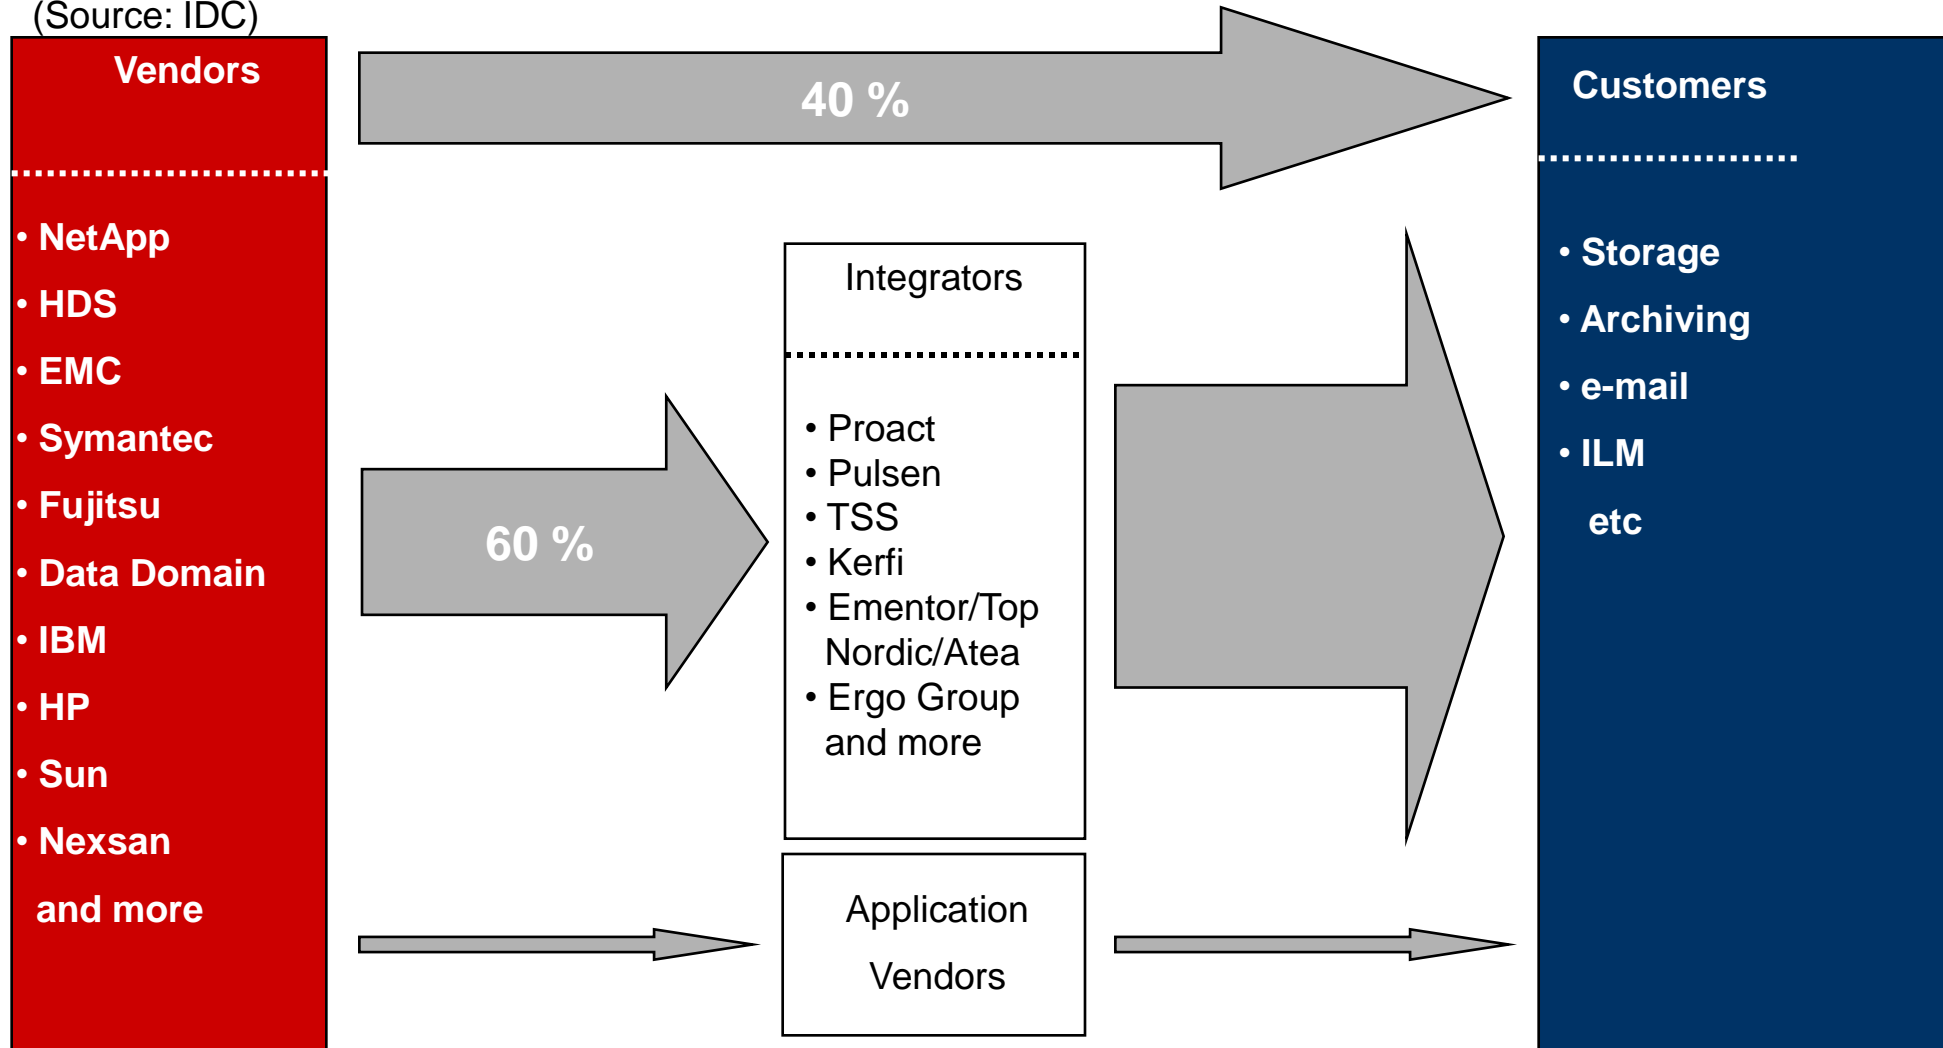 (Source: IDC)
Vendors
• NetApp
• HDS
• EMC
• Symantec
• Fujitsu
• Data Domain
• IBM
• HP
• Sun
• Nexsan
and more
40 %
60 %
Integrators
• Proact
• Pulsen
• TSS
• Kerfi
• Ementor/Top
Nordic/Atea
• Ergo Group
and more
Application
Vendors
Customers
• Storage
• Archiving
• e-mail
• ILM
etc